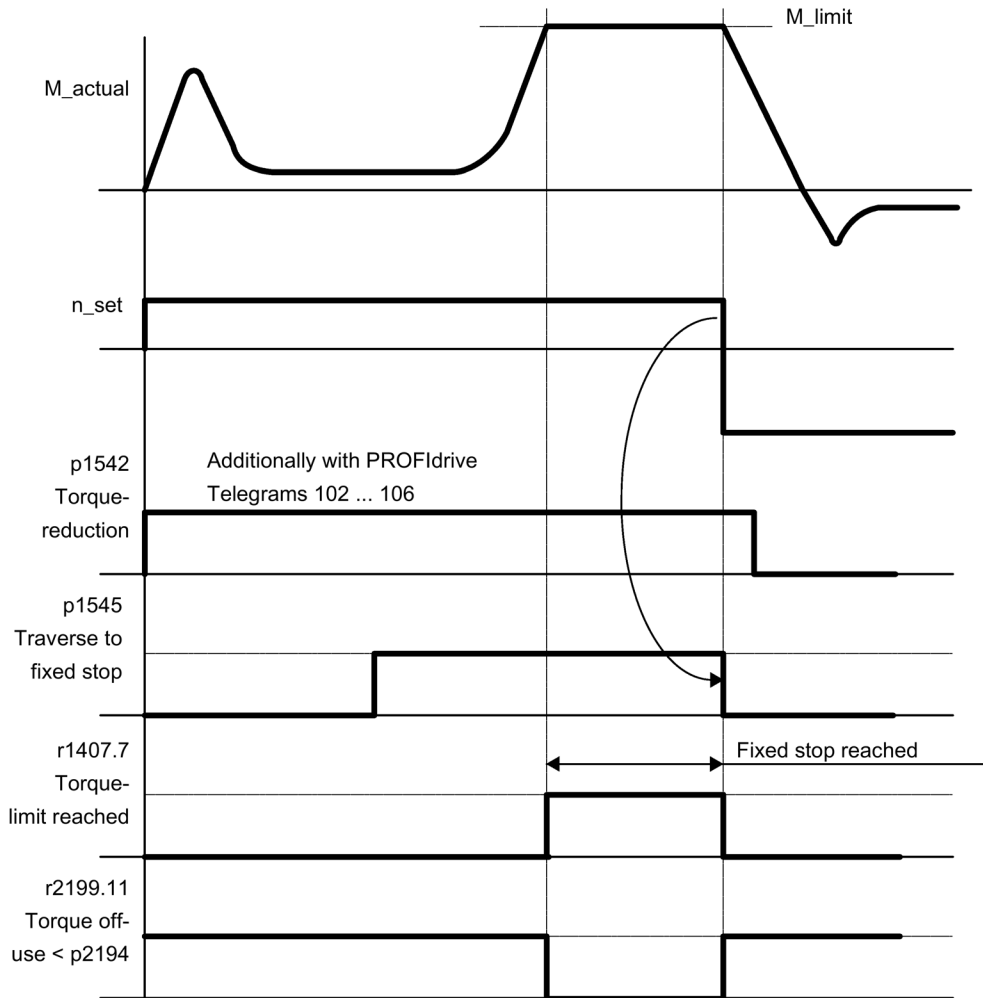 M_limit
M_actual
n_set
p1542
Torque-
reduction
Additionally with PROFIdrive
Telegrams 102 ... 106
p1545
Traverse to
fixed stop
r1407.7
Torque-
limit reached
Fixed stop reached
r2199.11
Torque off-
use < p2194